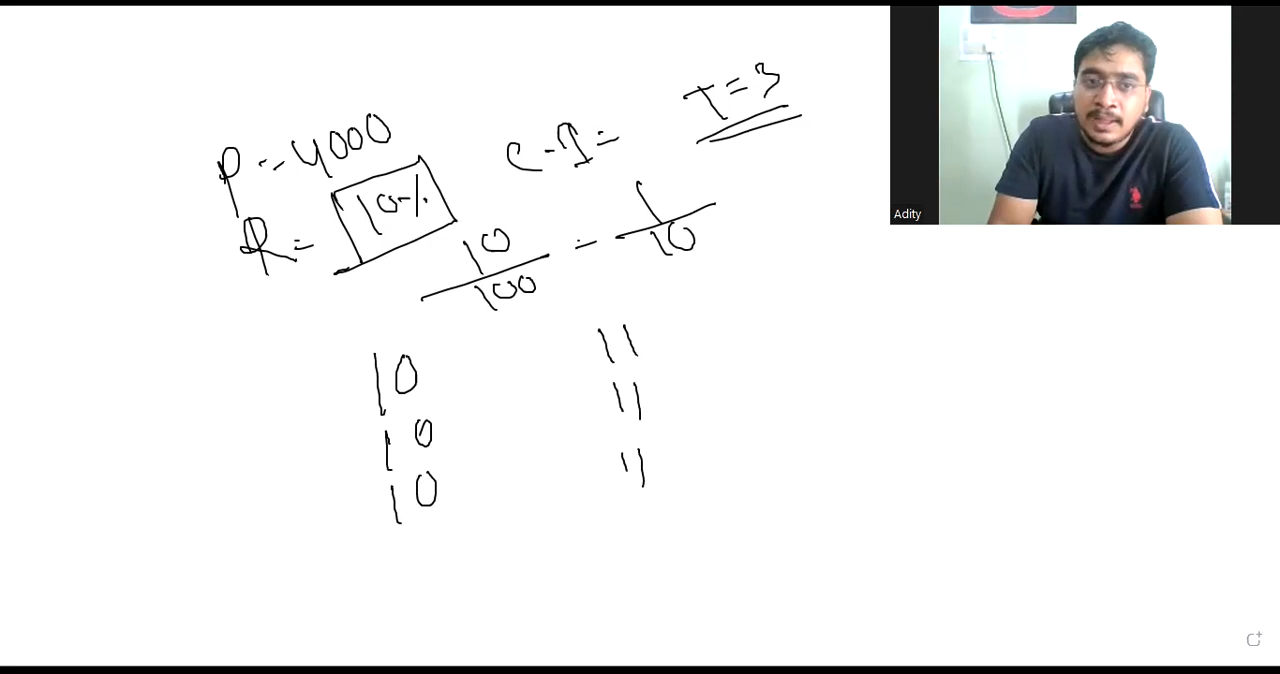 P = 4000 C-I = T=3
R = 10%
10/100 = 1/10
10 11
10 11
10 11
Adity